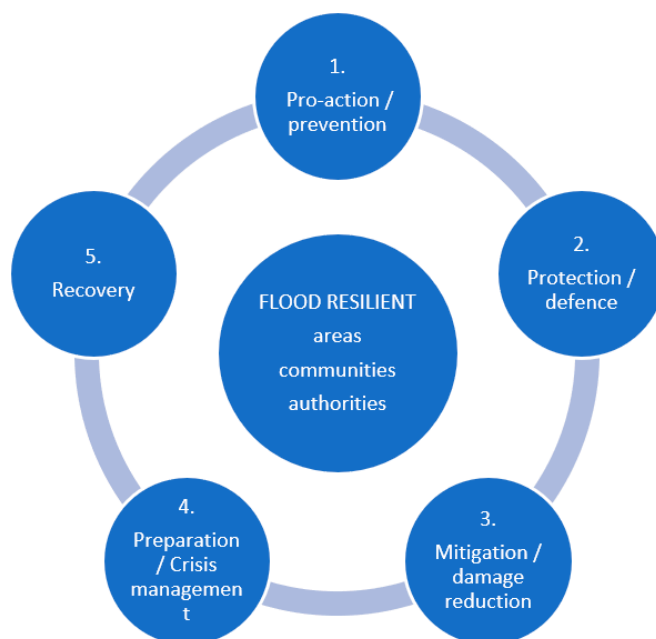 1.
Pro-action /
prevention
2.
Protection /
defence
3.
Mitigation /
damage
reduction
4.
Preparation
/ Crisis
managemen
t
5.
Recovery
FLOOD RESILIENT
areas
communities
authorities